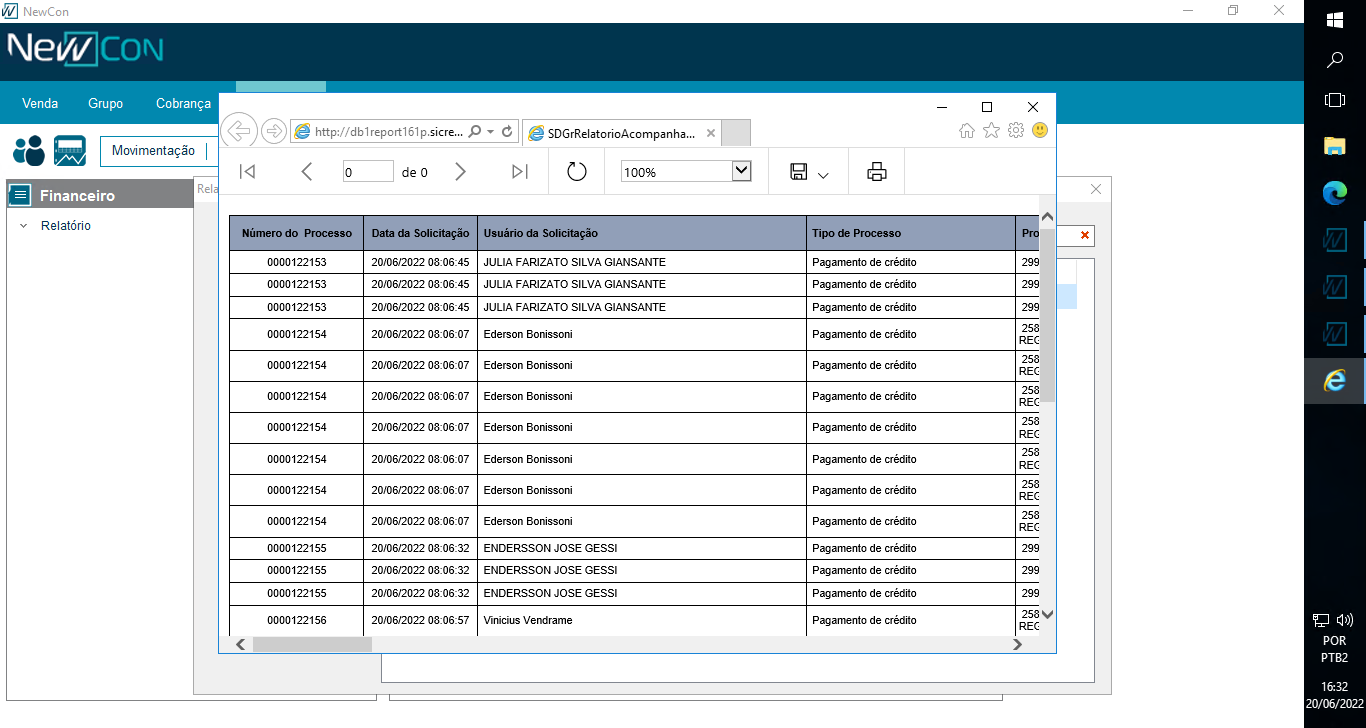 NewCon
NewCon
Venda Grupo Cobrança
Movimentação
Financeiro
Relatório
Rela
http://db1report161p.sicre...
SDGrRelatorioAcompanha...
0 de 0
100%
Número do Processo Data da Solicitação Usuário da Solicitação Tipo de Processo Pro
0000122153 20/06/2022 08:06:45 JULIA FARIZATO SILVA GIANSANTE Pagamento de crédito 299
0000122153 20/06/2022 08:06:45 JULIA FARIZATO SILVA GIANSANTE Pagamento de crédito 299
0000122153 20/06/2022 08:06:45 JULIA FARIZATO SILVA GIANSANTE Pagamento de crédito 299
0000122154 20/06/2022 08:06:07 Ederson Bonissoni Pagamento de crédito 258
REG
0000122154 20/06/2022 08:06:07 Ederson Bonissoni Pagamento de crédito 258
REG
0000122154 20/06/2022 08:06:07 Ederson Bonissoni Pagamento de crédito 258
REG
0000122154 20/06/2022 08:06:07 Ederson Bonissoni Pagamento de crédito 258
REG
0000122154 20/06/2022 08:06:07 Ederson Bonissoni Pagamento de crédito 258
REG
0000122154 20/06/2022 08:06:07 Ederson Bonissoni Pagamento de crédito 258
REG
0000122154 20/06/2022 08:06:07 Ederson Bonissoni Pagamento de crédito 258
REG
0000122155 20/06/2022 08:06:32 ENDERSSON JOSE GESSI Pagamento de crédito 299
0000122155 20/06/2022 08:06:32 ENDERSSON JOSE GESSI Pagamento de crédito 299
0000122155 20/06/2022 08:06:32 ENDERSSON JOSE GESSI Pagamento de crédito 299
0000122156 20/06/2022 08:06:57 Vinicius Vendrame Pagamento de crédito 258
REG
POR
PTB2
16:32
20/06/2022